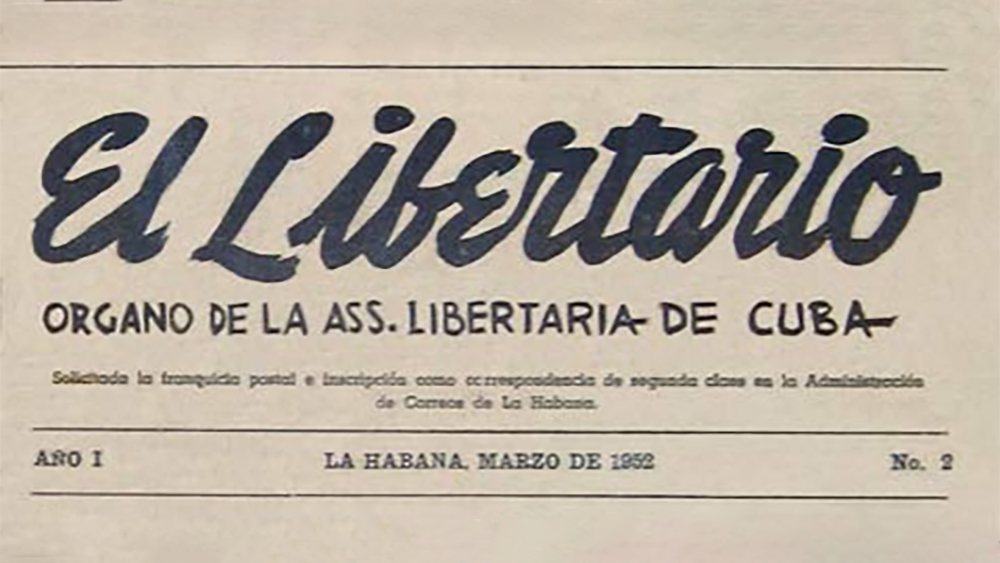 El Libertario
ORGANO DE LA ASS. LIBERTARIA DE CUBA
Solicitada la franquicia postal e inscripción como correspondencia de segunda clase en la Administración
de Correos de La Habana.
AÑO I LA HABANA, MARZO DE 1952 No. 2